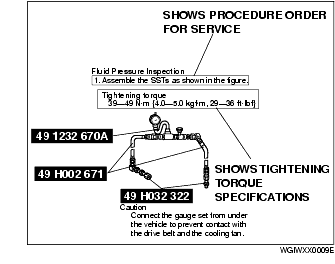 SHOWS PROCEDURE ORDER
FOR SERVICE
Fluid Pressure Inspection
1. Assemble the SSTs as shown in the figure.
Tightening torque
39—49 N·m {4.0—5.0 kgf·m, 29—36 ft·lbf}
49 1232 670A
49 H002 671
SHOWS TIGHTENING
TORQUE
SPECIFICATIONS
49 H032 322
Caution
Connect the gauge set from under
the vehicle to prevent contact with
the drive belt and the cooling fan.
WGIWXX0009E